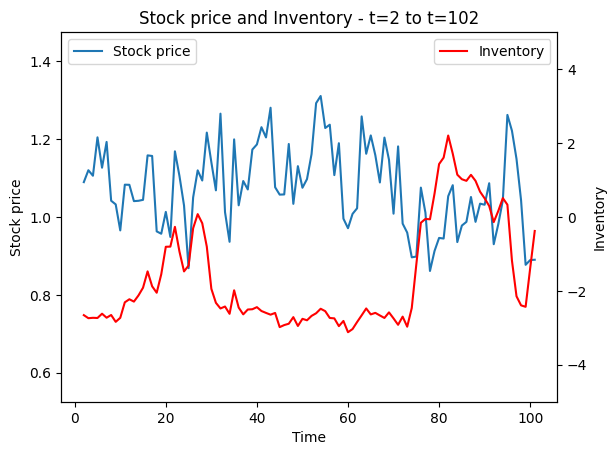 Stock price and Inventory - t=2 to t=102
Stock price
Inventory
1.4
1.2
1.0
0.8
0.6
4
2
0
−2
−4
Stock price
Inventory
0
20
40
60
80
100
Time